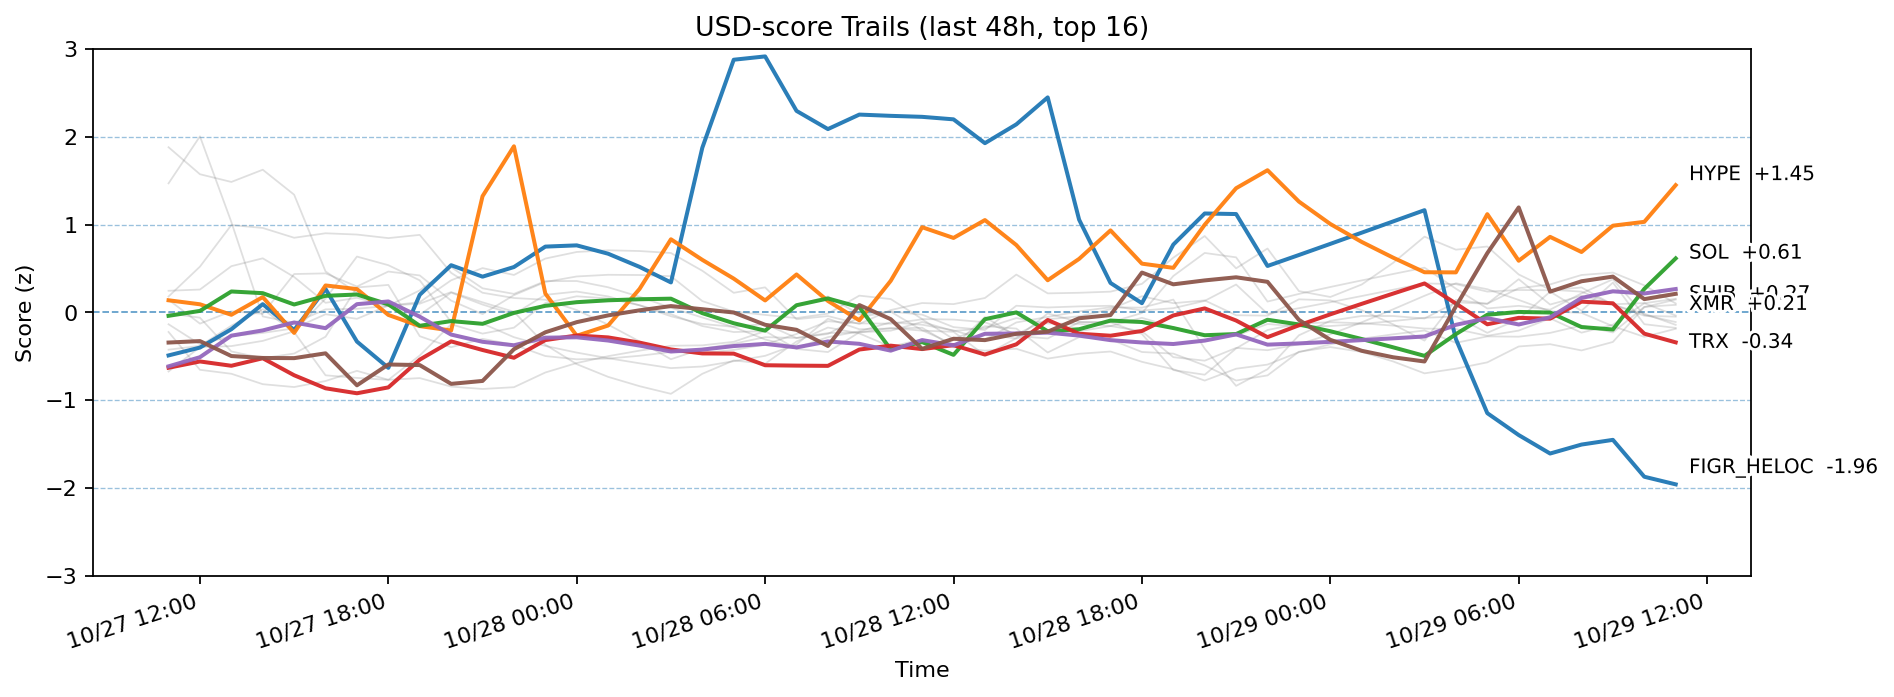 USD-score Trails (last 48h, top 16)
3
2
1
0
−1
−2
−3
Score (z)
HYPE +1.45
SOL +0.61
SHIB +0.27
XMR +0.21
TRX -0.34
FIGR_HELOC -1.96
10/27 12:00
10/27 18:00
10/28 00:00
10/28 06:00
10/28 12:00
10/28 18:00
10/29 00:00
10/29 06:00
10/29 12:00
Time